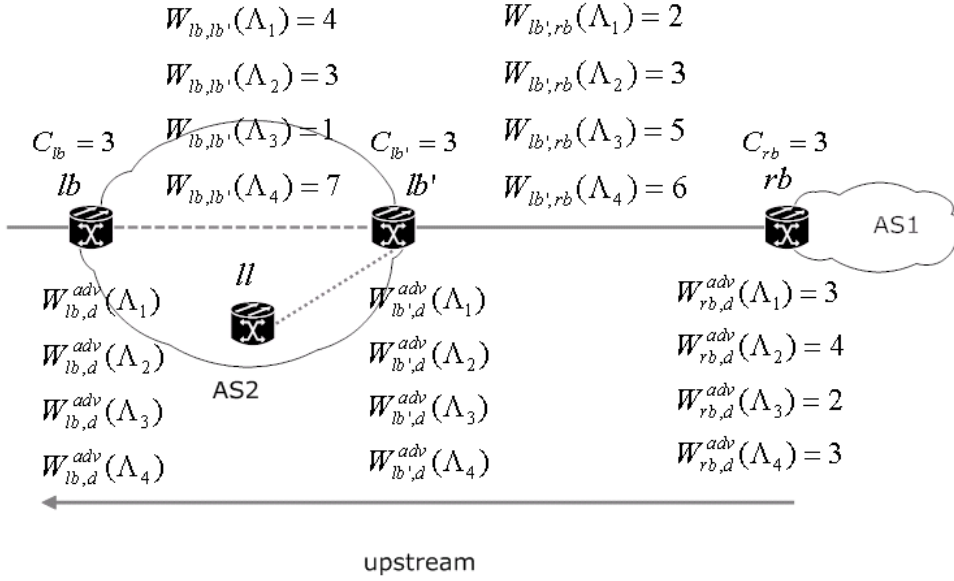 W_{lb,lb'}(Λ_1) = 4
W_{lb,lb'}(Λ_2) = 3
W_{lb,lb'}(Λ_3) = 1
W_{lb,lb'}(Λ_4) = 7
W_{lb',rb}(Λ_1) = 2
W_{lb',rb}(Λ_2) = 3
W_{lb',rb}(Λ_3) = 5
W_{lb',rb}(Λ_4) = 6
C_{lb} = 3
lb
C_{lb'} = 3
lb'
C_{rb} = 3
rb
AS1
ll
AS2
W^{adv}_{lb,d}(Λ_1)
W^{adv}_{lb,d}(Λ_2)
W^{adv}_{lb,d}(Λ_3)
W^{adv}_{lb,d}(Λ_4)
W^{adv}_{lb',d}(Λ_1)
W^{adv}_{lb',d}(Λ_2)
W^{adv}_{lb',d}(Λ_3)
W^{adv}_{lb',d}(Λ_4)
W^{adv}_{rb,d}(Λ_1) = 3
W^{adv}_{rb,d}(Λ_2) = 4
W^{adv}_{rb,d}(Λ_3) = 2
W^{adv}_{rb,d}(Λ_4) = 3
upstream